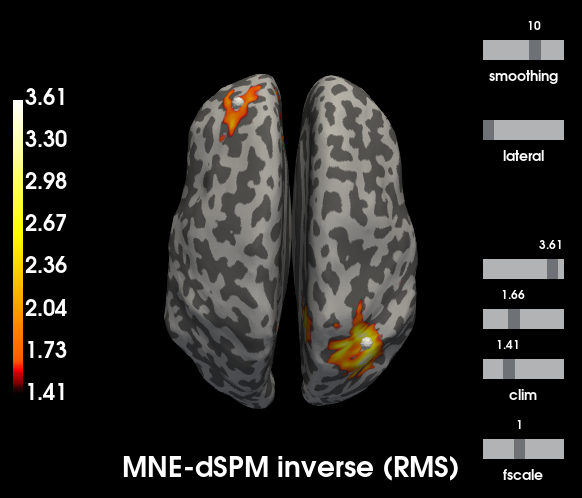 3.61
3.30
2.98
2.67
2.36
2.04
1.73
1.41
10
smoothing
lateral
3.61
1.66
1.41
clim
1
fscale
MNE-dSPM inverse (RMS)